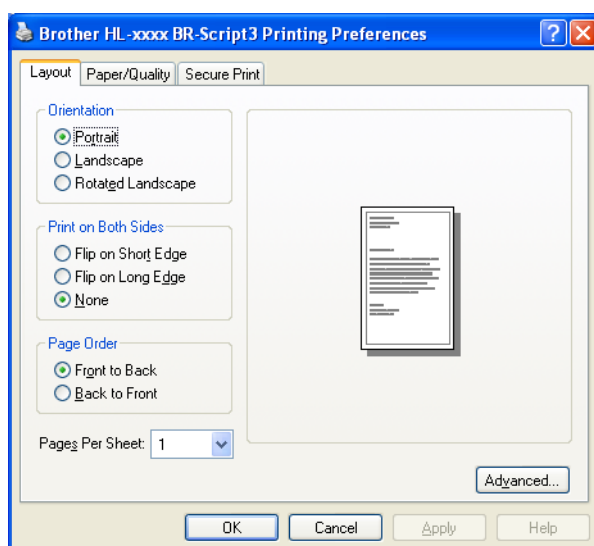 Brother HL-xxxx BR-Script3 Printing Preferences
Layout Paper/Quality Secure Print
Orientation
Portrait
Landscape
Rotated Landscape
Print on Both Sides
Flip on Short Edge
Flip on Long Edge
None
Page Order
Front to Back
Back to Front
Pages Per Sheet: 1
Advanced...
OK Cancel Apply Help